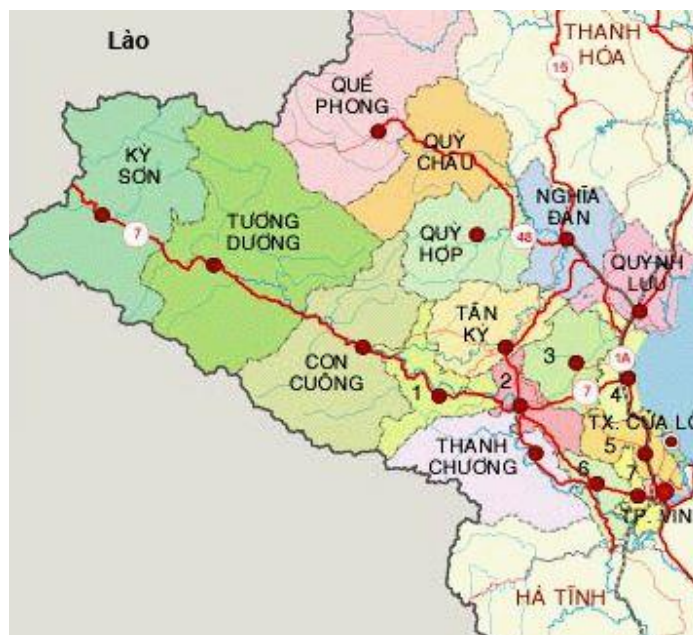 Lào
THANH
HÓA
15
QUẾ
PHONG
KỲ
SƠN
QUỲ
CHÂU
NGHĨA
ĐÀN
TƯƠNG
DƯƠNG
7
QUỲ
HỢP
48
QUỲNH
LƯU
TÂN
KỲ
CON
CUÔNG
3
1A
1
2
7
4
TX. CỬA LÒ
THANH
CHƯƠNG
5
6
7
TP. VIN
HÀ TĨNH